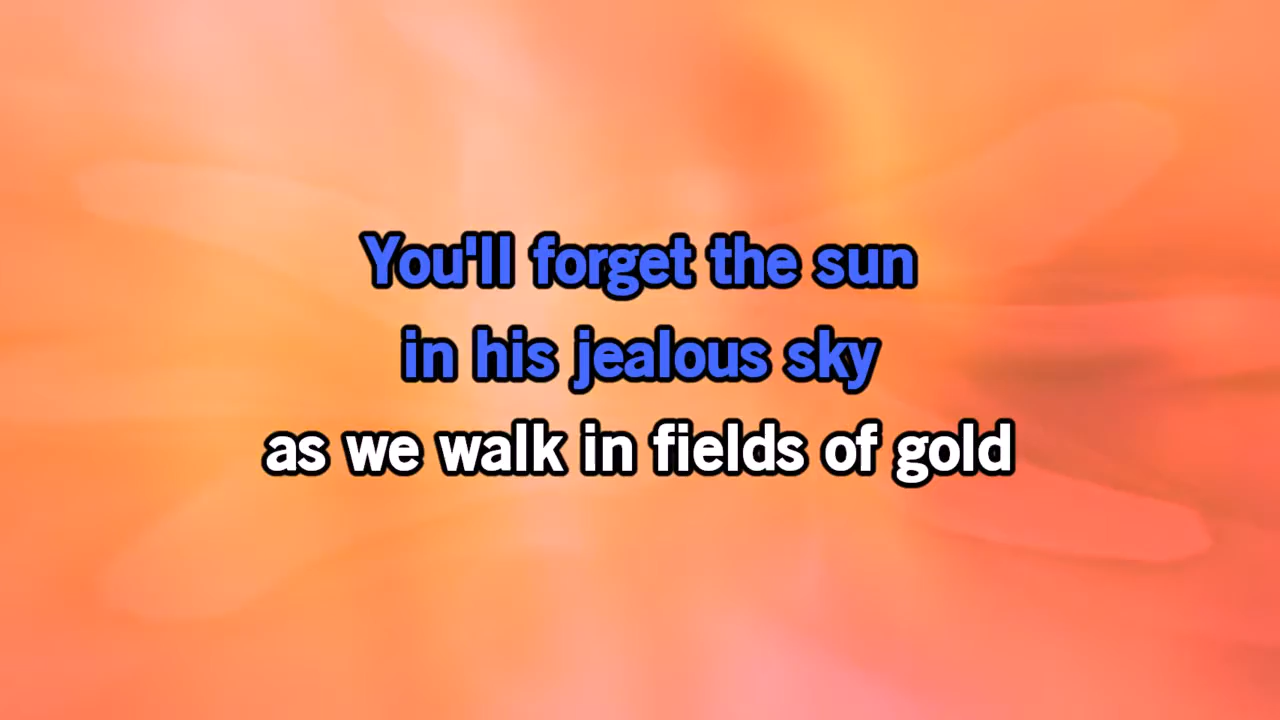 You'll forget the sun
in his jealous sky
as we walk in fields of gold